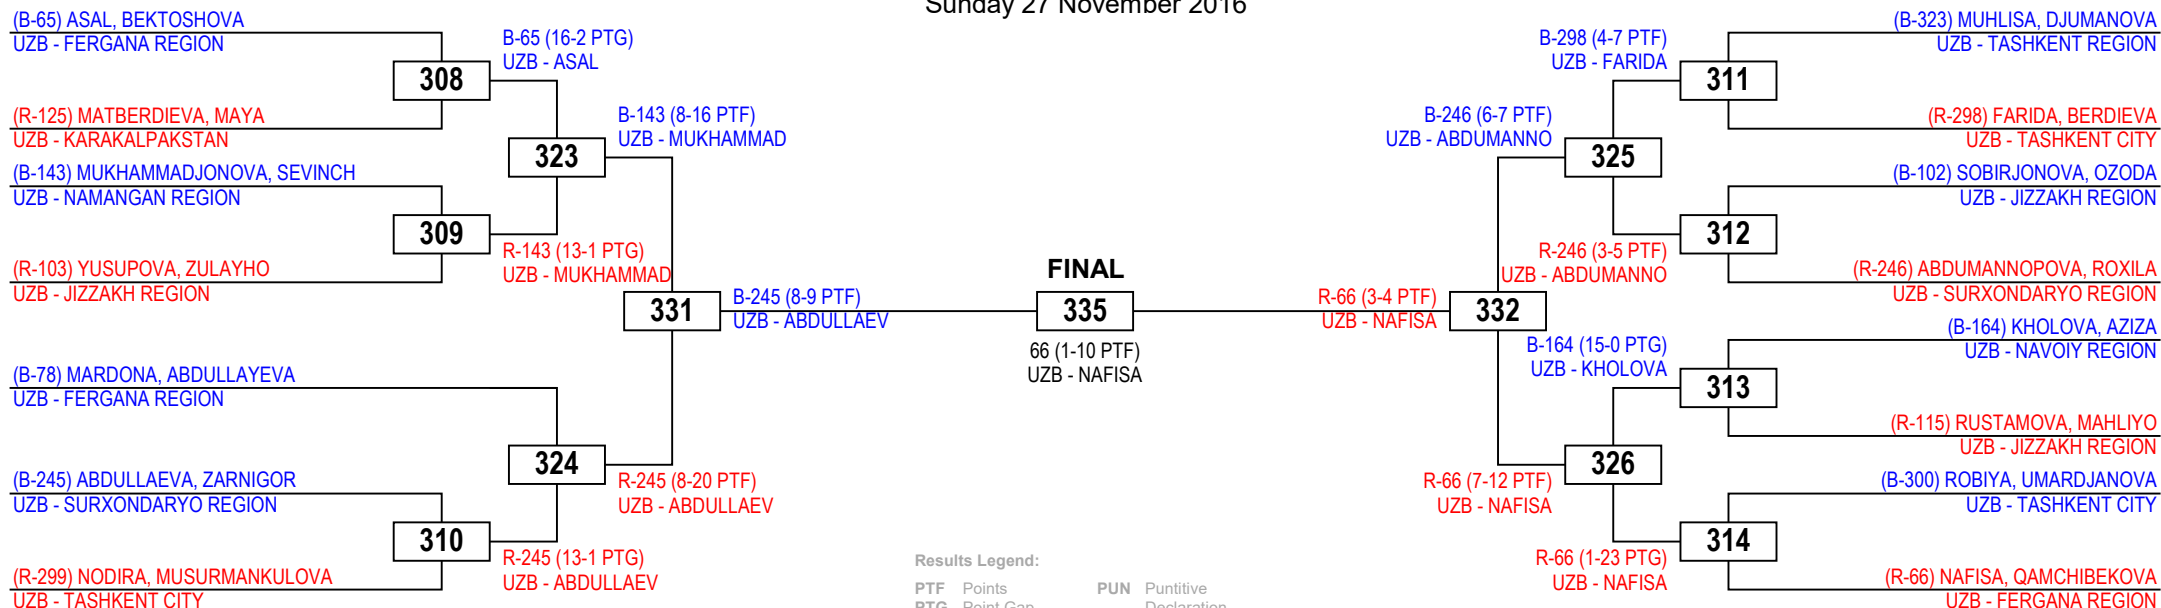 Sunday 27 November 2016
(B-65) ASAL, BEKTOSHOVA
UZB - FERGANA REGION
308
(R-125) MATBERDIEVA, MAYA
UZB - KARAKALPAKSTAN
(B-143) MUKHAMMADJONOVA, SEVINCH
UZB - NAMANGAN REGION
309
(R-103) YUSUPOVA, ZULAYHO
UZB - JIZZAKH REGION
(B-78) MARDONA, ABDULLAYEVA
UZB - FERGANA REGION
(B-245) ABDULLAEVA, ZARNIGOR
UZB - SURXONDARYO REGION
310
(R-299) NODIRA, MUSURMANKULOVA
UZB - TASHKENT CITY
B-65 (16-2 PTG)
UZB - ASAL
323
R-143 (13-1 PTG)
UZB - MUKHAMMAD
324
R-245 (13-1 PTG)
UZB - ABDULLAEV
B-143 (8-16 PTF)
UZB - MUKHAMMAD
331
R-245 (8-20 PTF)
UZB - ABDULLAEV
B-245 (8-9 PTF)
UZB - ABDULLAEV
FINAL
335
66 (1-10 PTF)
UZB - NAFISA
R-66 (3-4 PTF)
UZB - NAFISA
B-246 (6-7 PTF)
UZB - ABDUMANNO
332
R-66 (7-12 PTF)
UZB - NAFISA
B-298 (4-7 PTF)
UZB - FARIDA
325
R-246 (3-5 PTF)
UZB - ABDUMANNO
B-164 (15-0 PTG)
UZB - KHOLOVA
326
R-66 (1-23 PTG)
UZB - NAFISA
(B-323) MUHLISA, DJUMANOVA
UZB - TASHKENT REGION
311
(R-298) FARIDA, BERDIEVA
UZB - TASHKENT CITY
(B-102) SOBIRJONOVA, OZODA
UZB - JIZZAKH REGION
312
(R-246) ABDUMANNOPOVA, ROXILA
UZB - SURXONDARYO REGION
(B-164) KHOLOVA, AZIZA
UZB - NAVOIY REGION
313
(R-115) RUSTAMOVA, MAHLIYO
UZB - JIZZAKH REGION
(B-300) ROBIYA, UMARDJANOVA
UZB - TASHKENT CITY
314
(R-66) NAFISA, QAMCHIBEKOVA
UZB - FERGANA REGION
Results Legend:
PTF Points PUN Puntitive
PTG Point Gap Declaration